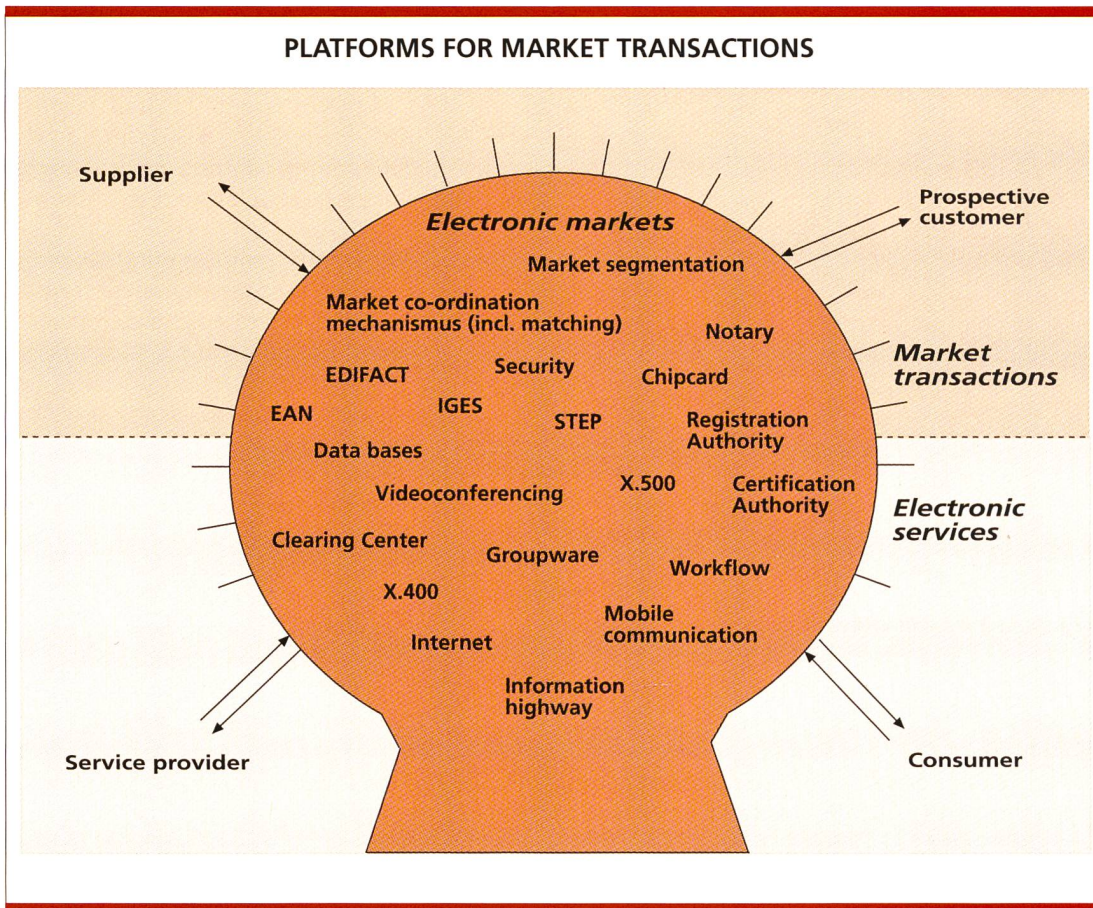 PLATFORMS FOR MARKET TRANSACTIONS
Supplier
Prospective
customer
Electronic markets
Market segmentation
Market co-ordination
mechanismus (incl. matching)
Notary
Market
transactions
EDIFACT
Security
Chipcard
EAN
IGES
STEP
Registration
Authority
Data bases
Videoconferencing
X.500
Certification
Authority
Electronic
services
Clearing Center
Groupware
Workflow
X.400
Mobile
communication
Internet
Information
highway
Service provider
Consumer